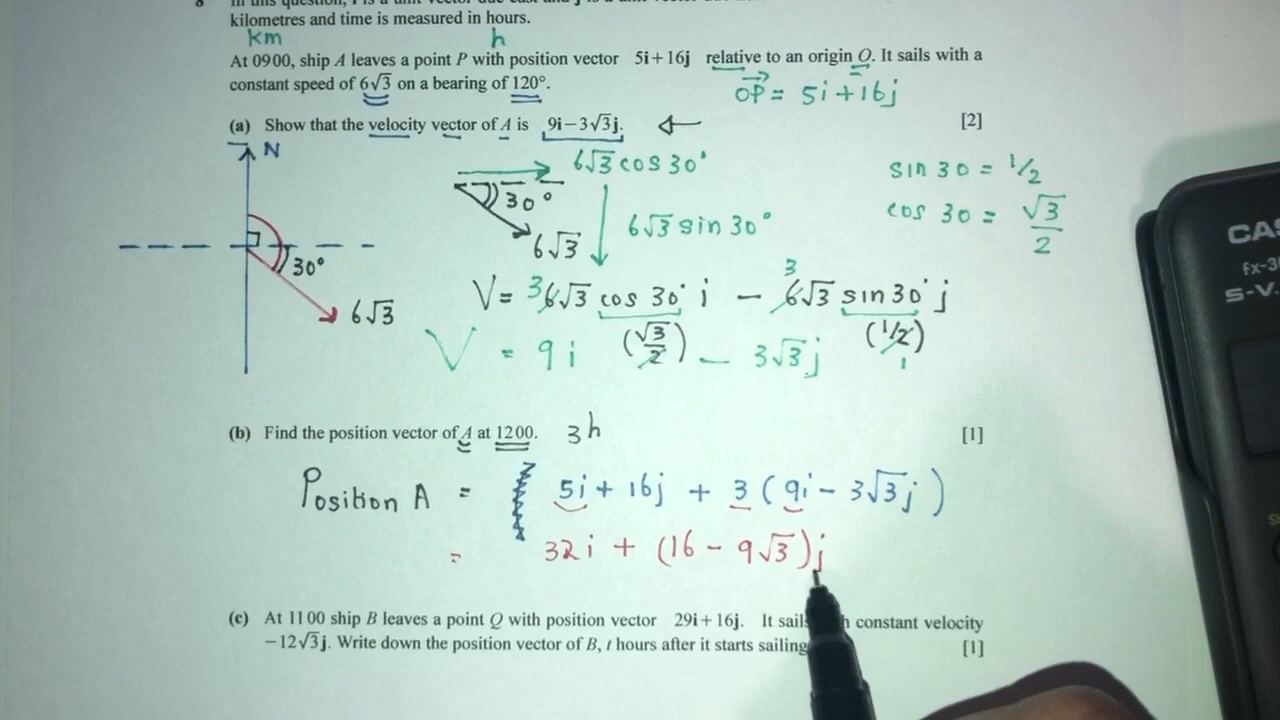 kilometres and time is measured in hours.
km h
At 0900, ship A leaves a point P with position vector 5i + 16j relative to an origin O. It sails with a
constant speed of 6√3 on a bearing of 120°.
OP = 5i + 16j
(a) Show that the velocity vector of A is 9i − 3√3j. [2]
N
6√3 cos 30°
sin 30 = 1/2
30°
cos 30 = √3/2
6√3 sin 30°
6√3
30°
6√3
V = 3 6√3 cos 30° i − 3 6√3 sin 30° j
(√3/2) (1/2) 1
V = 9i − 3√3j
(b) Find the position vector of A at 1200. 3h [1]
Position A = 5i + 16j + 3(9i − 3√3j)
= 32i + (16 − 9√3)j
(c) At 1100 ship B leaves a point Q with position vector 29i + 16j. It constant velocity
−12√3j. Write down the position vector of B, t hours after it starts sailing [1]
CAS
fx-
S-V.